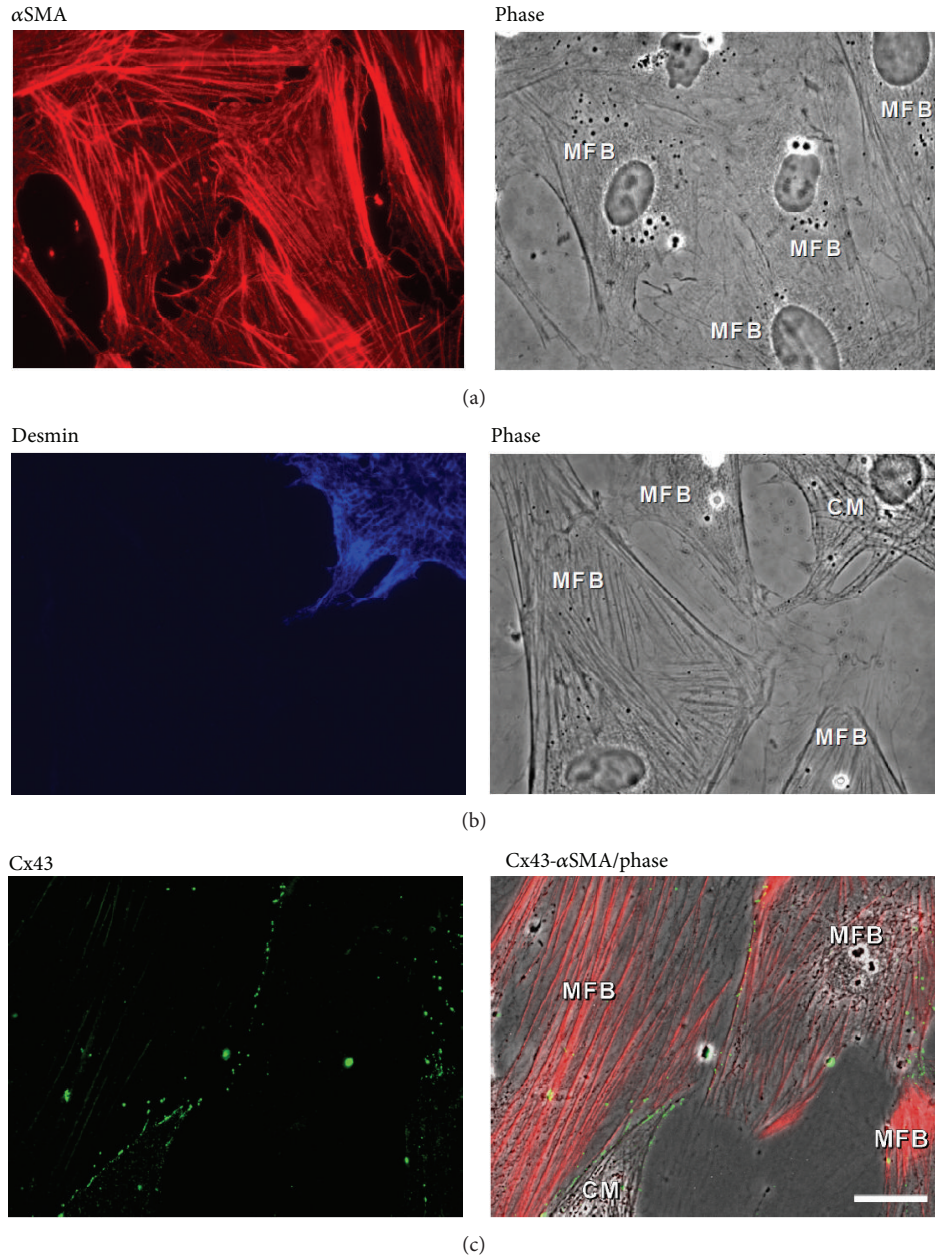 αSMA
Phase
MFB
MFB
MFB
MFB
(a)
Desmin
Phase
MFB
CM
MFB
MFB
(b)
Cx43
Cx43-αSMA/phase
MFB
MFB
MFB
CM
(c)